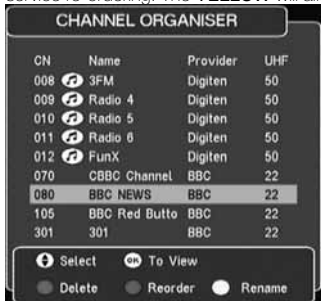 CHANNEL ORGANISER
CN Name Provider UHF
008 3FM Digiten 50
009 Radio 4 Digiten 50
010 Radio 5 Digiten 50
011 Radio 6 Digiten 50
012 FunX Digiten 50
070 CBBC Channel BBC 22
080 BBC NEWS BBC 22
105 BBC Red Butto BBC 22
301 301 BBC 22
Select OK To View
Delete Reorder Rename